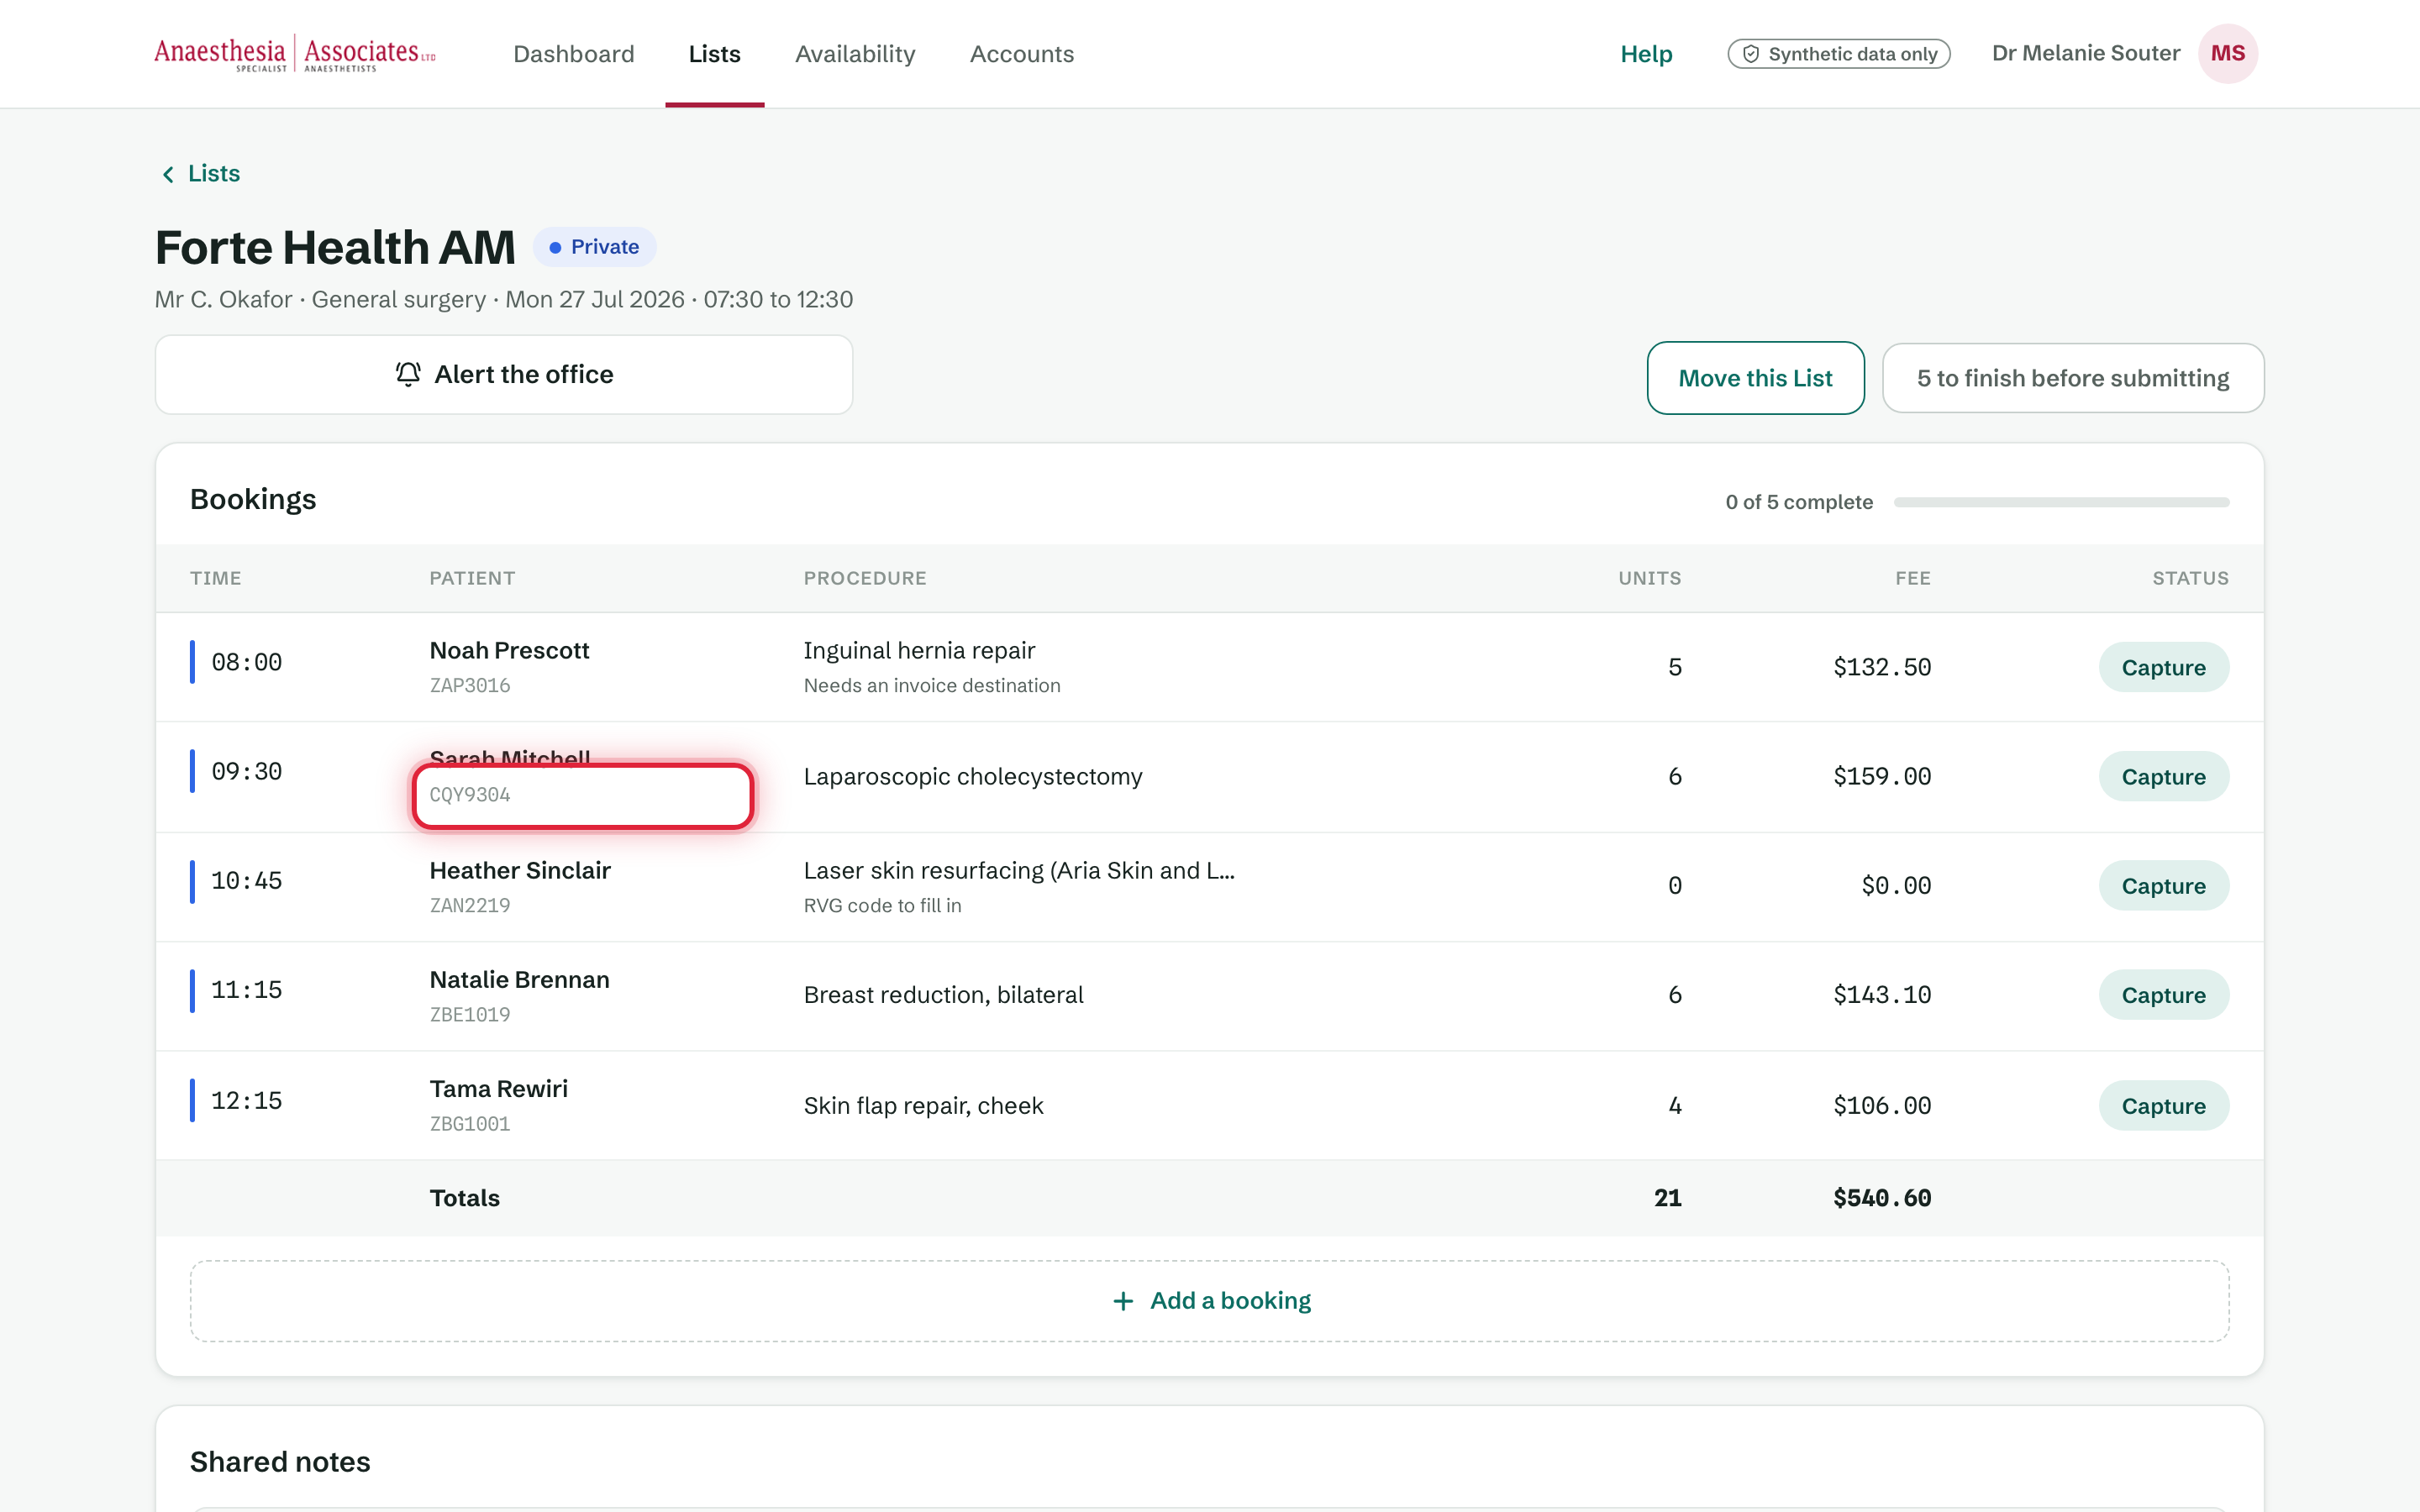 Anaesthesia Associates LTD
SPECIALIST ANAESTHETISTS
Dashboard
Lists
Availability
Accounts
Help
Synthetic data only
Dr Melanie Souter
MS
Lists
Forte Health AM
Private
Mr C. Okafor · General surgery · Mon 27 Jul 2026 · 07:30 to 12:30
Alert the office
Move this List
5 to finish before submitting
Bookings
0 of 5 complete
TIME PATIENT PROCEDURE UNITS FEE STATUS
08:00 Noah Prescott Inguinal hernia repair 5 $132.50 Capture
ZAP3016 Needs an invoice destination
09:30 Sarah Mitchell Laparoscopic cholecystectomy 6 $159.00 Capture
CQY9304
10:45 Heather Sinclair Laser skin resurfacing (Aria Skin and L... 0 $0.00 Capture
ZAN2219 RVG code to fill in
11:15 Natalie Brennan Breast reduction, bilateral 6 $143.10 Capture
ZBE1019
12:15 Tama Rewiri Skin flap repair, cheek 4 $106.00 Capture
ZBG1001
Totals 21 $540.60
+ Add a booking
Shared notes